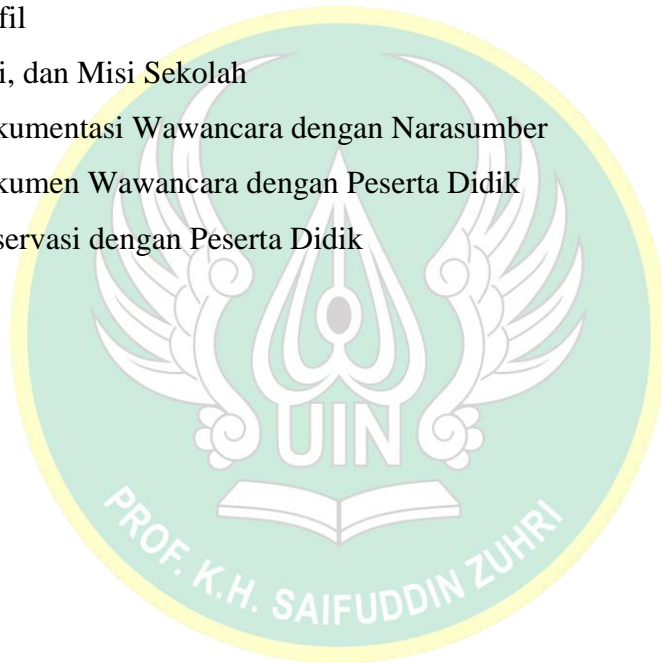 fil
i, dan Misi Sekolah
kumentasi Wawancara dengan Narasumber
kumen Wawancara dengan Peserta Didik
servasi dengan Peserta Didik
UIN
PROF. K.H. SAIFUDDIN ZUHRI